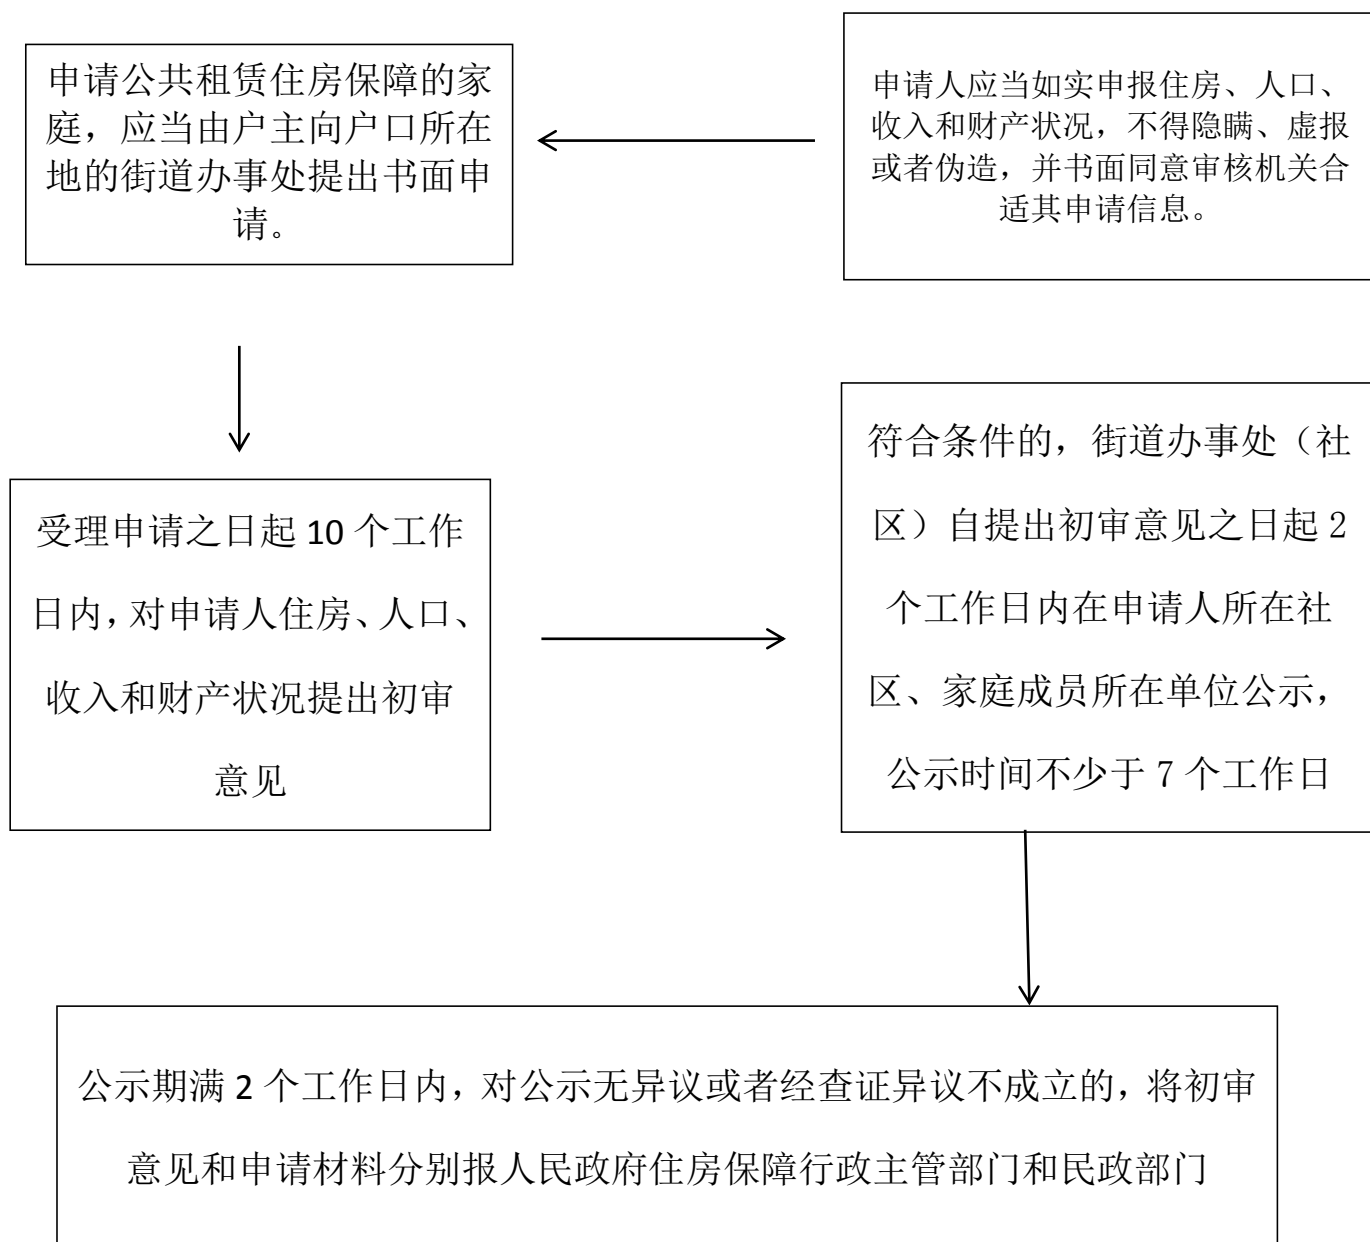 申请公共租赁住房保障的家
庭，应当由户主向户口所在
地的街道办事处提出书面申
请。
申请人应当如实申报住房、人口、
收入和财产状况，不得隐瞒、虚报
或者伪造，并书面同意审核机关合
适其申请信息。
受理申请之日起 10 个工作
日内，对申请人住房、人口、
收入和财产状况提出初审
意见
符合条件的，街道办事处（社
区）自提出初审意见之日起 2
个工作日内在申请人所在社
区、家庭成员所在单位公示，
公示时间不少于 7 个工作日
公示期满 2 个工作日内，对公示无异议或者经查证异议不成立的，将初审
意见和申请材料分别报人民政府住房保障行政主管部门和民政部门